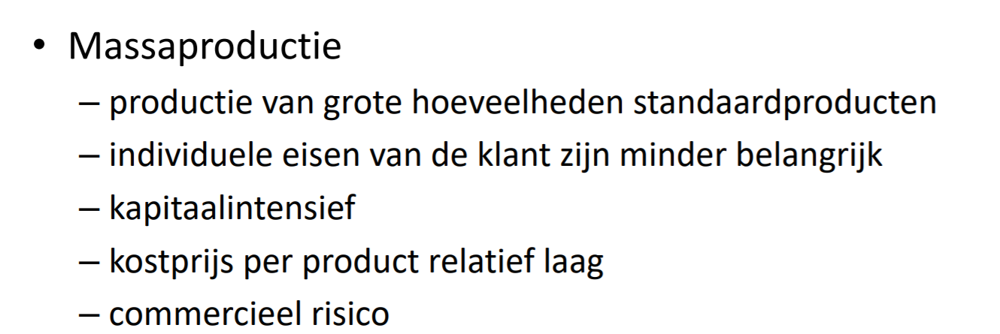 • Massaproductie
– productie van grote hoeveelheden standaardproducten
– individuele eisen van de klant zijn minder belangrijk
– kapitaalintensief
– kostprijs per product relatief laag
– commercieel risico